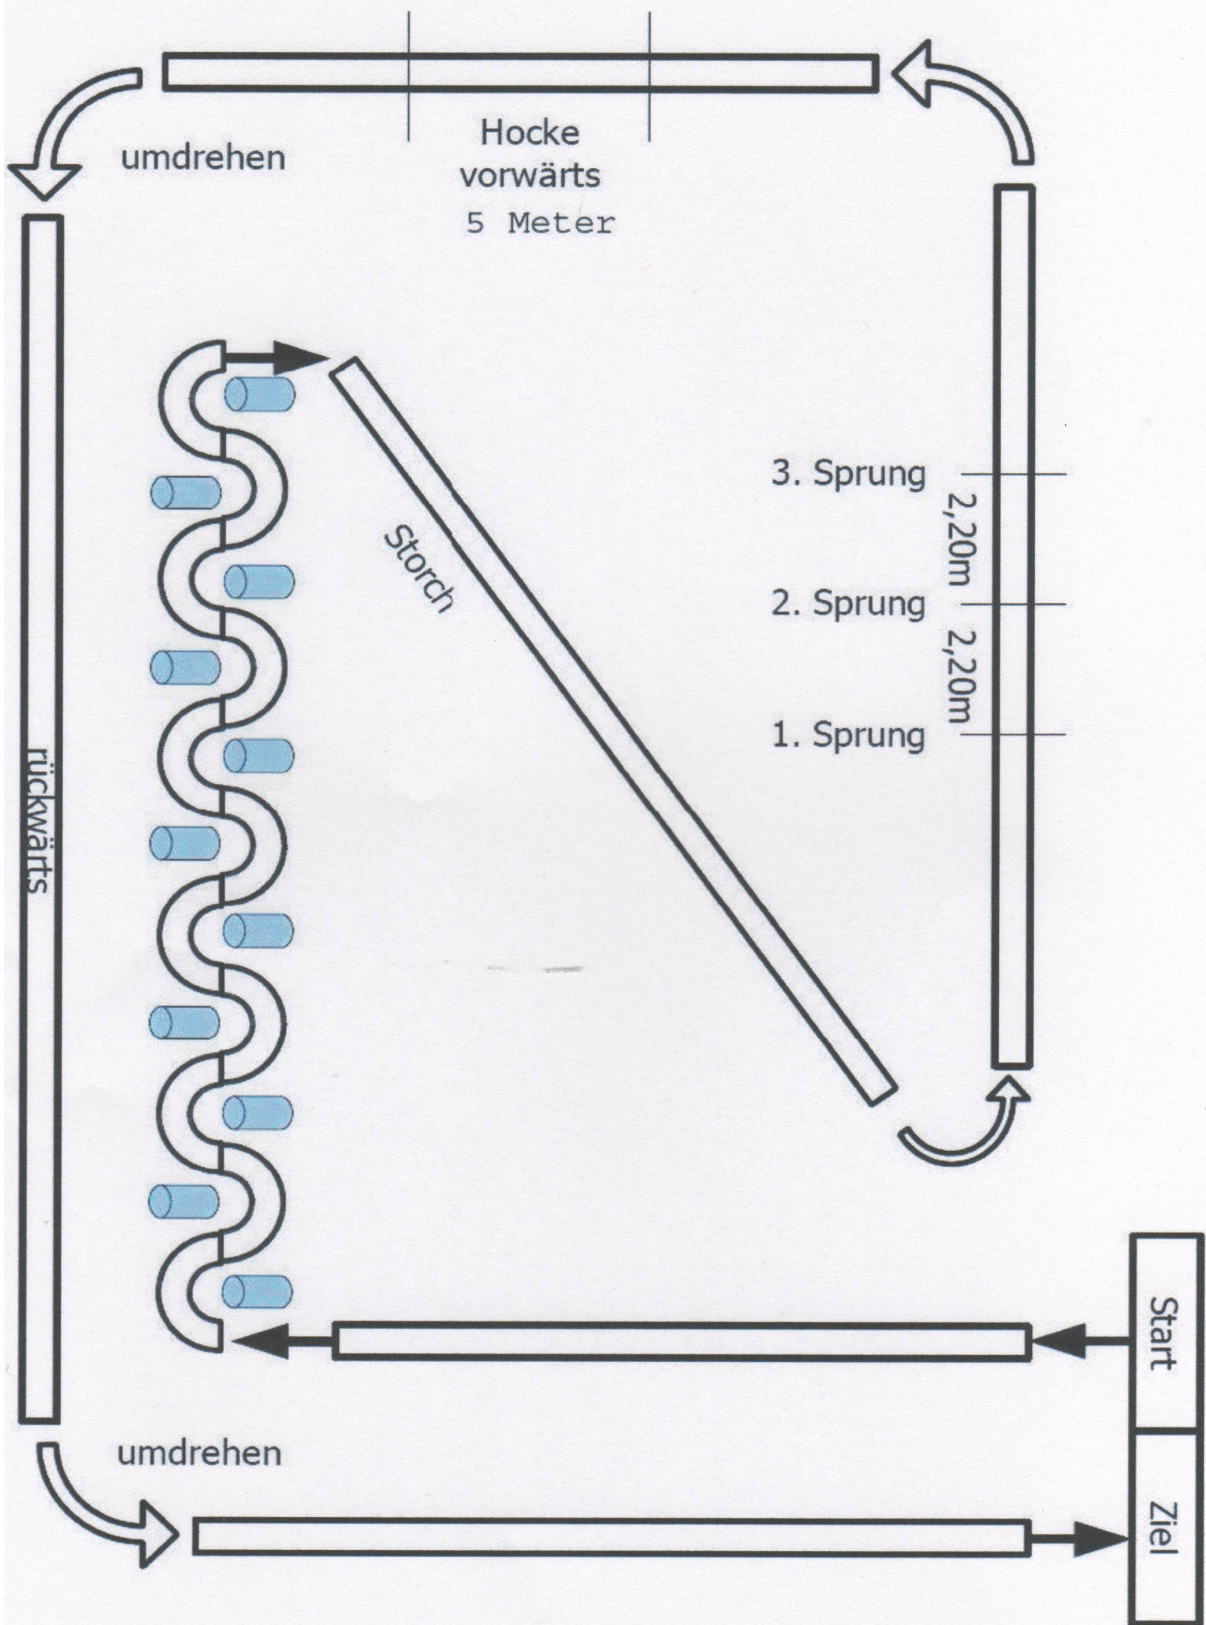 Hocke
vorwärts
5 Meter
umdrehen
3. Sprung
2,20m
2. Sprung
2,20m
1. Sprung
Storch
rückwärts
Start
umdrehen
Ziel